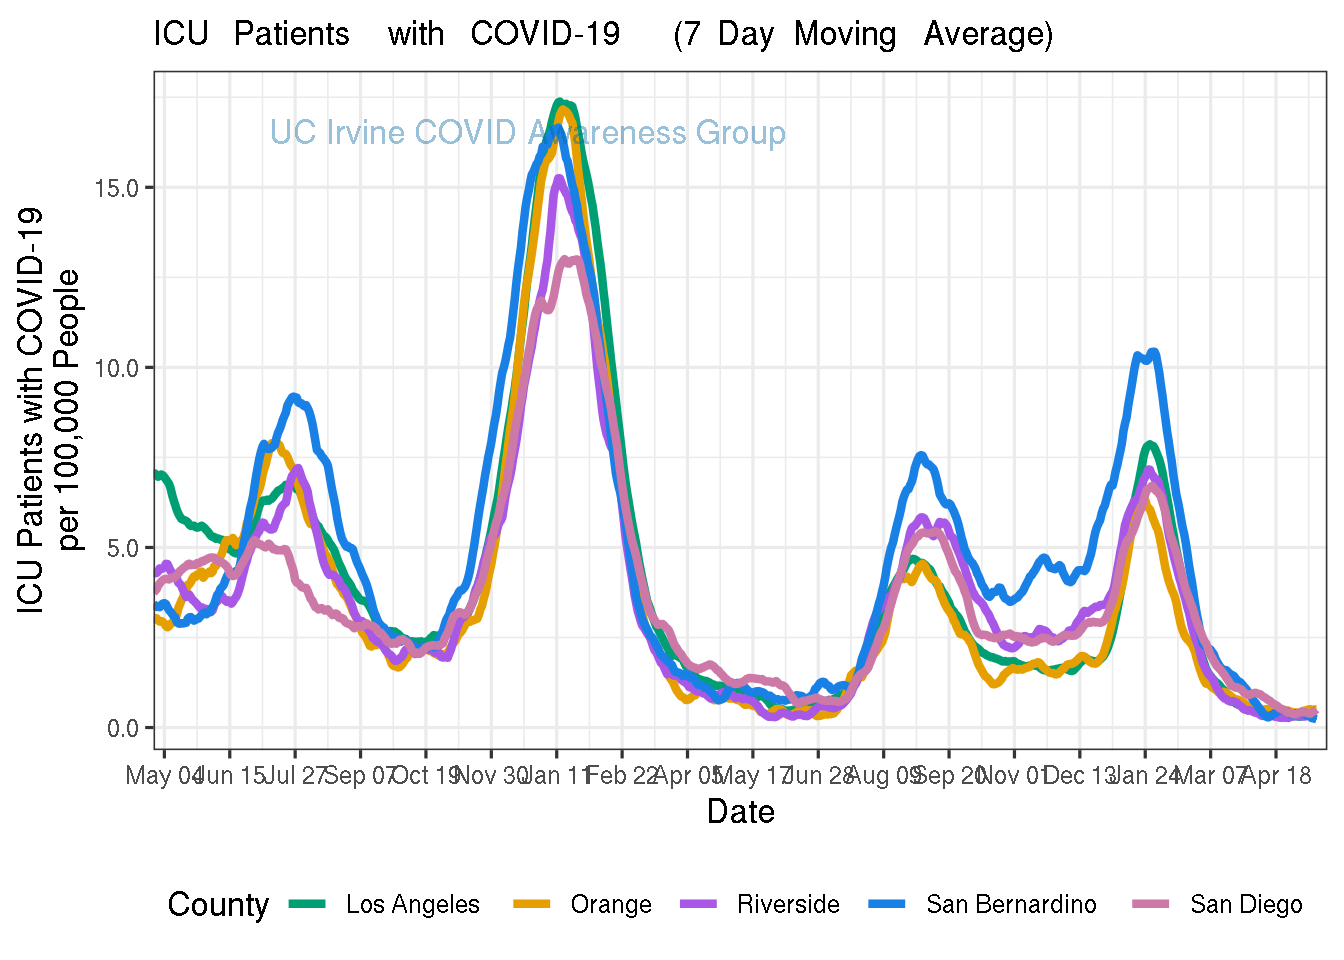 ICU Patients with COVID-19 (7 Day Moving Average)
UC Irvine COVID Awareness Group
15.0
10.0
5.0
0.0
ICU Patients with COVID-19
per 100,000 People
May 04 Jun 15 Jul 27 Sep 07 Oct 19 Nov 30 Jan 11 Feb 22 Apr 05 May 17 Jun 28 Aug 09 Sep 20 Nov 01 Dec 13 Jan 24 Mar 07 Apr 18
Date
County Los Angeles Orange Riverside San Bernardino San Diego